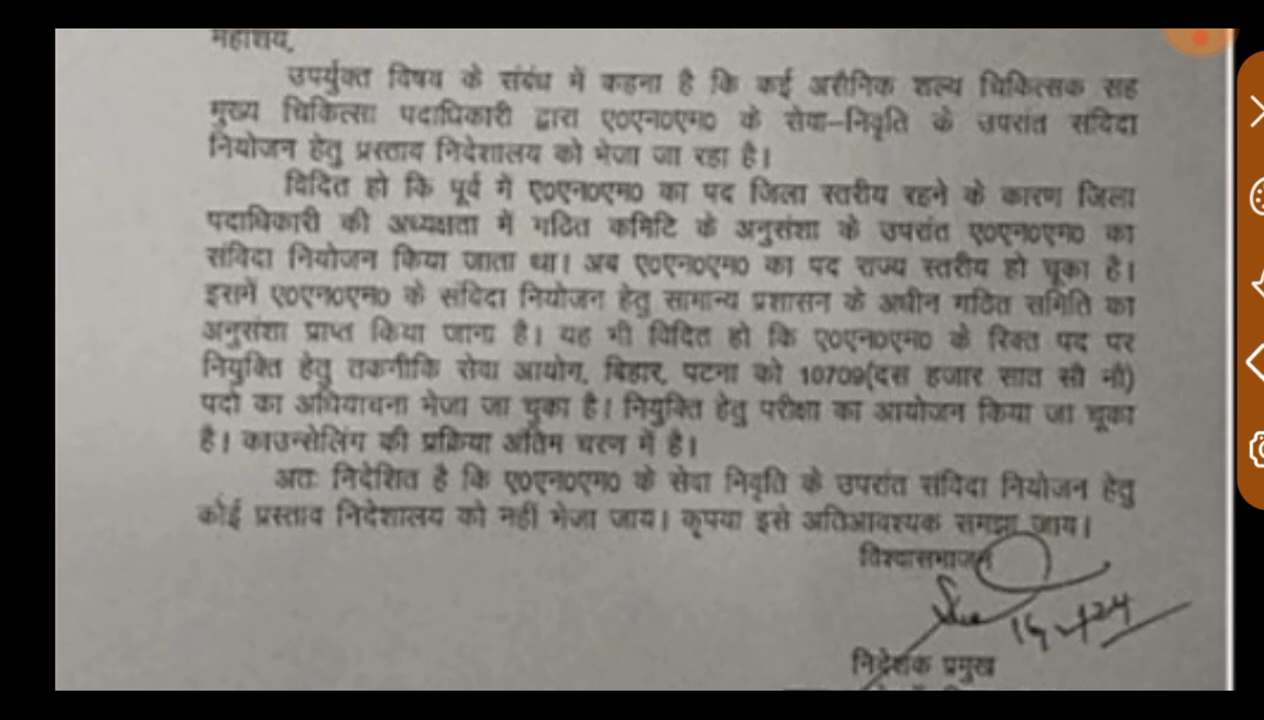 महाशय,
उपर्युक्त विषय के संबंध में कहना है कि कई असैनिक शल्य चिकित्सक सह
मुख्य चिकित्सा पदाधिकारी द्वारा ए०एन०एम० के सेवा-निवृति के उपरांत संविदा
नियोजन हेतु प्रस्ताव निदेशालय को भेजा जा रहा है।
विदित हो कि पूर्व में ए०एन०एम० का पद जिला स्तरीय रहने के कारण जिला
पदाधिकारी की अध्यक्षता में गठित कमिटि के अनुसंशा के उपरांत ए०एन०एम० का
संविदा नियोजन किया जाता था। अब ए०एन०एम० का पद राज्य स्तरीय हो चूका है।
इसमें ए०एन०एम० के संविदा नियोजन हेतु सामान्य प्रशासन के अधीन गठित समिति का
अनुसंशा प्राप्त किया जाना है। यह भी विदित हो कि ए०एन०एम० के रिक्त पद पर
नियुक्ति हेतु तकनीकि सेवा आयोग, बिहार, पटना को 10709(दस हजार सात सौ नौ)
पदों का अधियाचना भेजा जा चुका है। नियुक्ति हेतु परीक्षा का आयोजन किया जा चूका
है। काउन्सेलिंग की प्रक्रिया अंतिम चरण में है।
अतः निदेशित है कि ए०एन०एम० के सेवा निवृति के उपरांत संविदा नियोजन हेतु
कोई प्रस्ताव निदेशालय को नहीं भेजा जाय। कृपया इसे अतिआवश्यक समझा जाय।
विश्वासभाजन
निदेशक प्रमुख